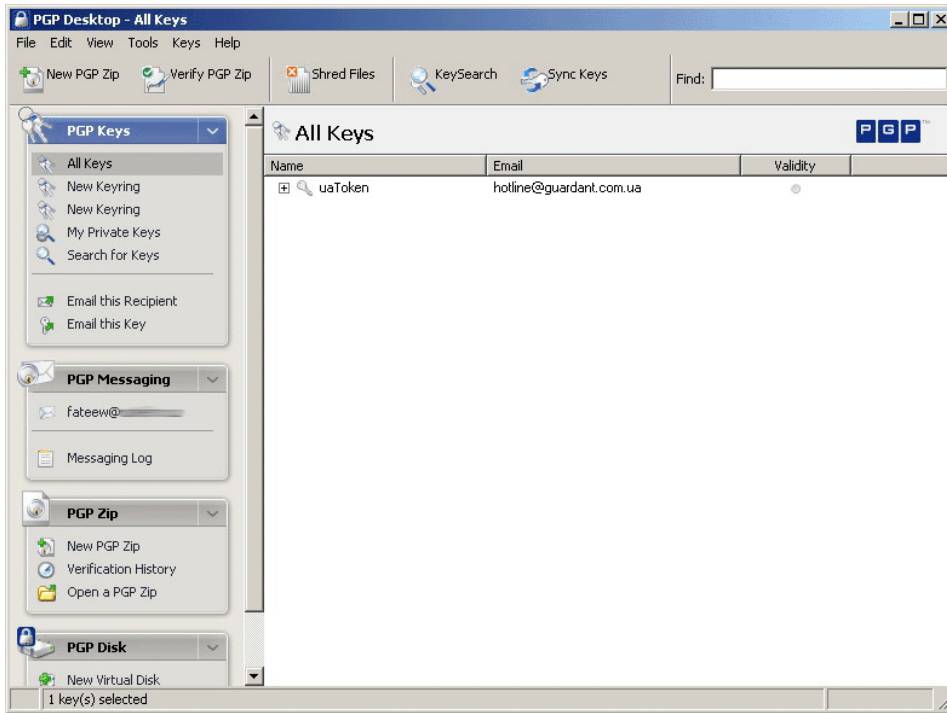 PGP Desktop - All Keys
File Edit View Tools Keys Help
New PGP Zip Verify PGP Zip Shred Files KeySearch Sync Keys Find:
PGP Keys
All Keys
New Keyring
New Keyring
My Private Keys
Search for Keys
Email this Recipient
Email this Key
PGP Messaging
fateew@
Messaging Log
PGP Zip
New PGP Zip
Verification History
Open a PGP Zip
PGP Disk
New Virtual Disk
All Keys
PGP™
Name Email Validity
uaToken hotline@guardant.com.ua
1 key(s) selected